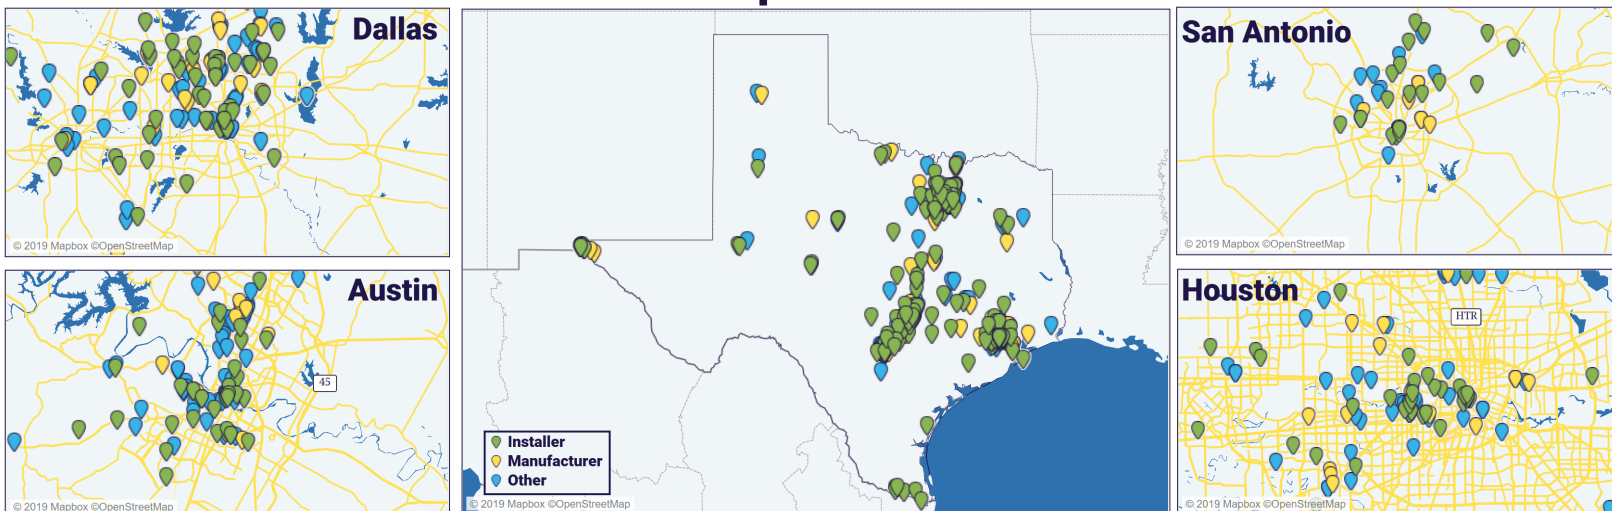 Dallas
© 2019 Mapbox ©OpenStreetMap
Austin
45
© 2019 Mapbox ©OpenStreetMap
Installer
Manufacturer
Other
© 2019 Mapbox ©OpenStreetMap
San Antonio
© 2019 Mapbox ©OpenStreetMap
Houston
HTR
© 2019 Mapbox ©OpenStreetMap